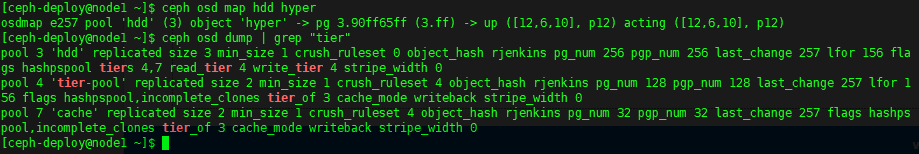 [ceph-deploy@node1 ~]$ ceph osd map hdd hyper
osdmap e257 pool 'hdd' (3) object 'hyper' -> pg 3.90ff65ff (3.ff) -> up ([12,6,10], p12) acting ([12,6,10], p12)
[ceph-deploy@node1 ~]$ ceph osd dump | grep "tier"
pool 3 'hdd' replicated size 3 min_size 1 crush_ruleset 0 object_hash rjenkins pg_num 256 pgp_num 256 last_change 257 lfor 156 fla
gs hashpspool tiers 4,7 read_tier 4 write_tier 4 stripe_width 0
pool 4 'tier-pool' replicated size 2 min_size 1 crush_ruleset 4 object_hash rjenkins pg_num 128 pgp_num 128 last_change 257 lfor 1
56 flags hashpspool,incomplete_clones tier_of 3 cache_mode writeback stripe_width 0
pool 7 'cache' replicated size 2 min_size 1 crush_ruleset 4 object_hash rjenkins pg_num 32 pgp_num 32 last_change 257 flags hashps
pool,incomplete_clones tier_of 3 cache_mode writeback stripe_width 0
[ceph-deploy@node1 ~]$